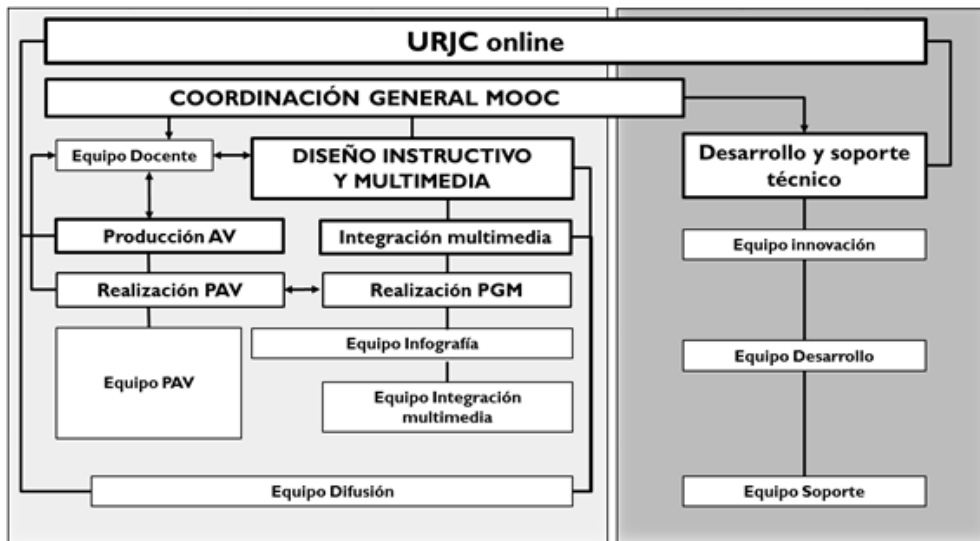 URJC online
COORDINACIÓN GENERAL MOOC
Equipo Docente
DISEÑO INSTRUCTIVO
Y MULTIMEDIA
Desarrollo y soporte
técnico
Producción AV
Integración multimedia
Equipo innovación
Realización PAV
Realización PGM
Equipo Infografía
Equipo Desarrollo
Equipo PAV
Equipo Integración
multimedia
Equipo Difusión
Equipo Soporte